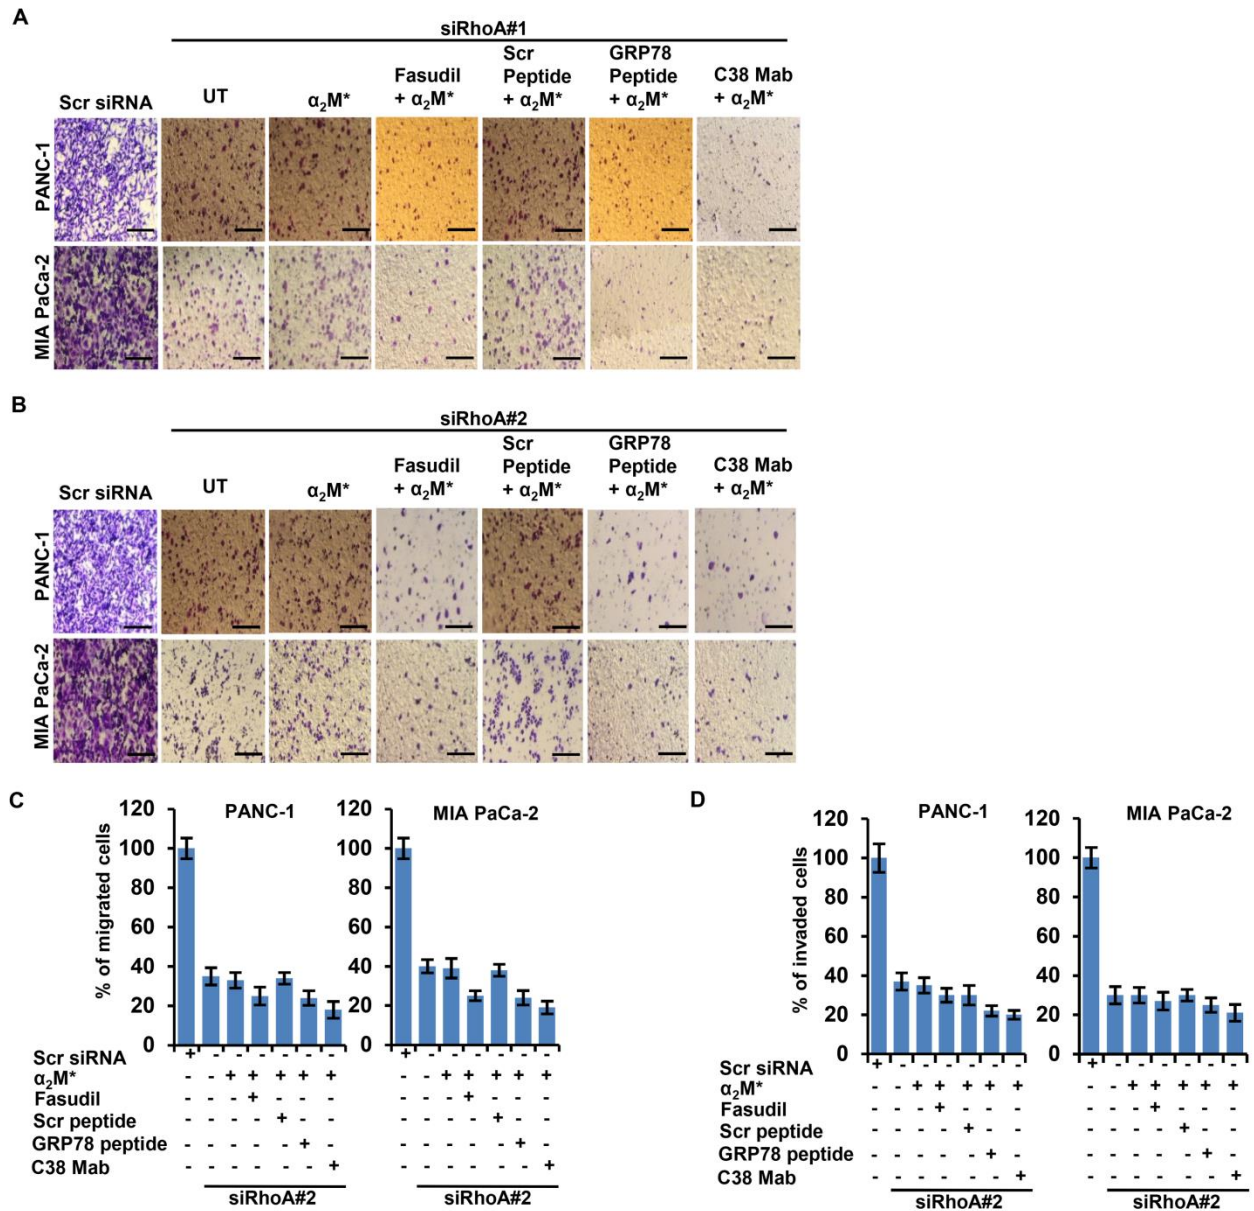 A
siRhoA#1
Scr siRNA
UT
α₂M*
Fasudil
+ α₂M*
Scr
Peptide
+ α₂M*
GRP78
Peptide
+ α₂M*
C38 Mab
+ α₂M*
PANC-1
MIA PaCa-2
B
siRhoA#2
Scr siRNA
UT
α₂M*
Fasudil
+ α₂M*
Scr
Peptide
+ α₂M*
GRP78
Peptide
+ α₂M*
C38 Mab
+ α₂M*
PANC-1
MIA PaCa-2
C
% of migrated cells
PANC-1
120
100
80
60
40
20
0
MIA PaCa-2
120
100
80
60
40
20
0
Scr siRNA + - - - - - - + - - - - - -
α₂M* - - + + + + + - - + + + + +
Fasudil - - - + - - - - - - + - - -
Scr peptide - - - - + - - - - - - + - -
GRP78 peptide - - - - - + - - - - - - + -
C38 Mab - - - - - - + - - - - - - +
siRhoA#2 siRhoA#2
D
% of invaded cells
PANC-1
120
100
80
60
40
20
0
MIA PaCa-2
120
100
80
60
40
20
0
Scr siRNA + - - - - - - + - - - - - -
α₂M* - - + + + + + - - + + + + +
Fasudil - - - + - - - - - - + - - -
Scr peptide - - - - + - - - - - - + - -
GRP78 peptide - - - - - + - - - - - - + -
C38 Mab - - - - - - + - - - - - - +
siRhoA#2 siRhoA#2